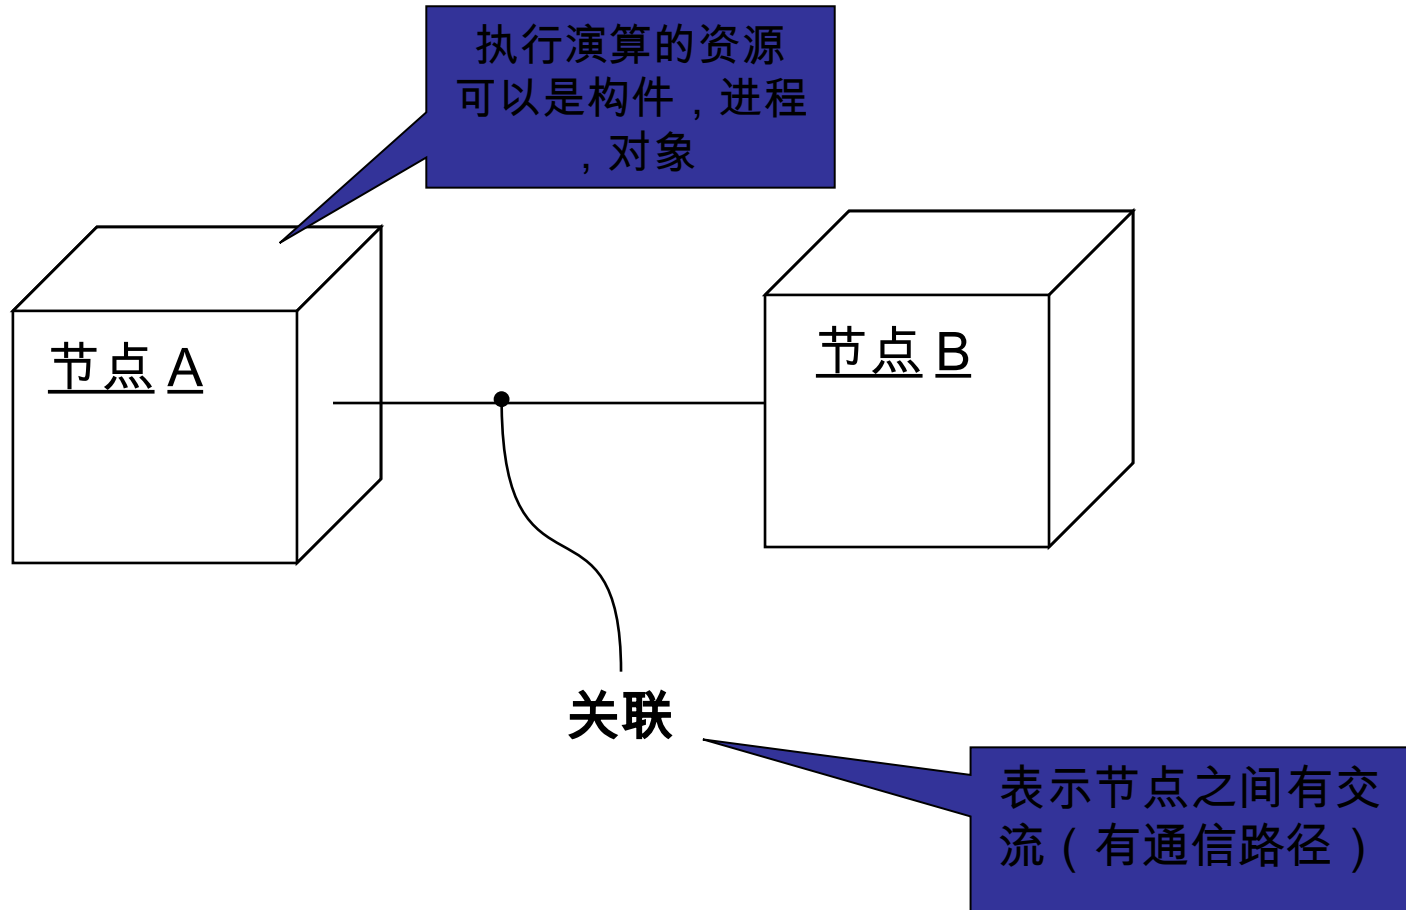 执行演算的资源
可以是构件，进程
，对象
节点 A
节点 B
关联
表示节点之间有交
流（有通信路径）